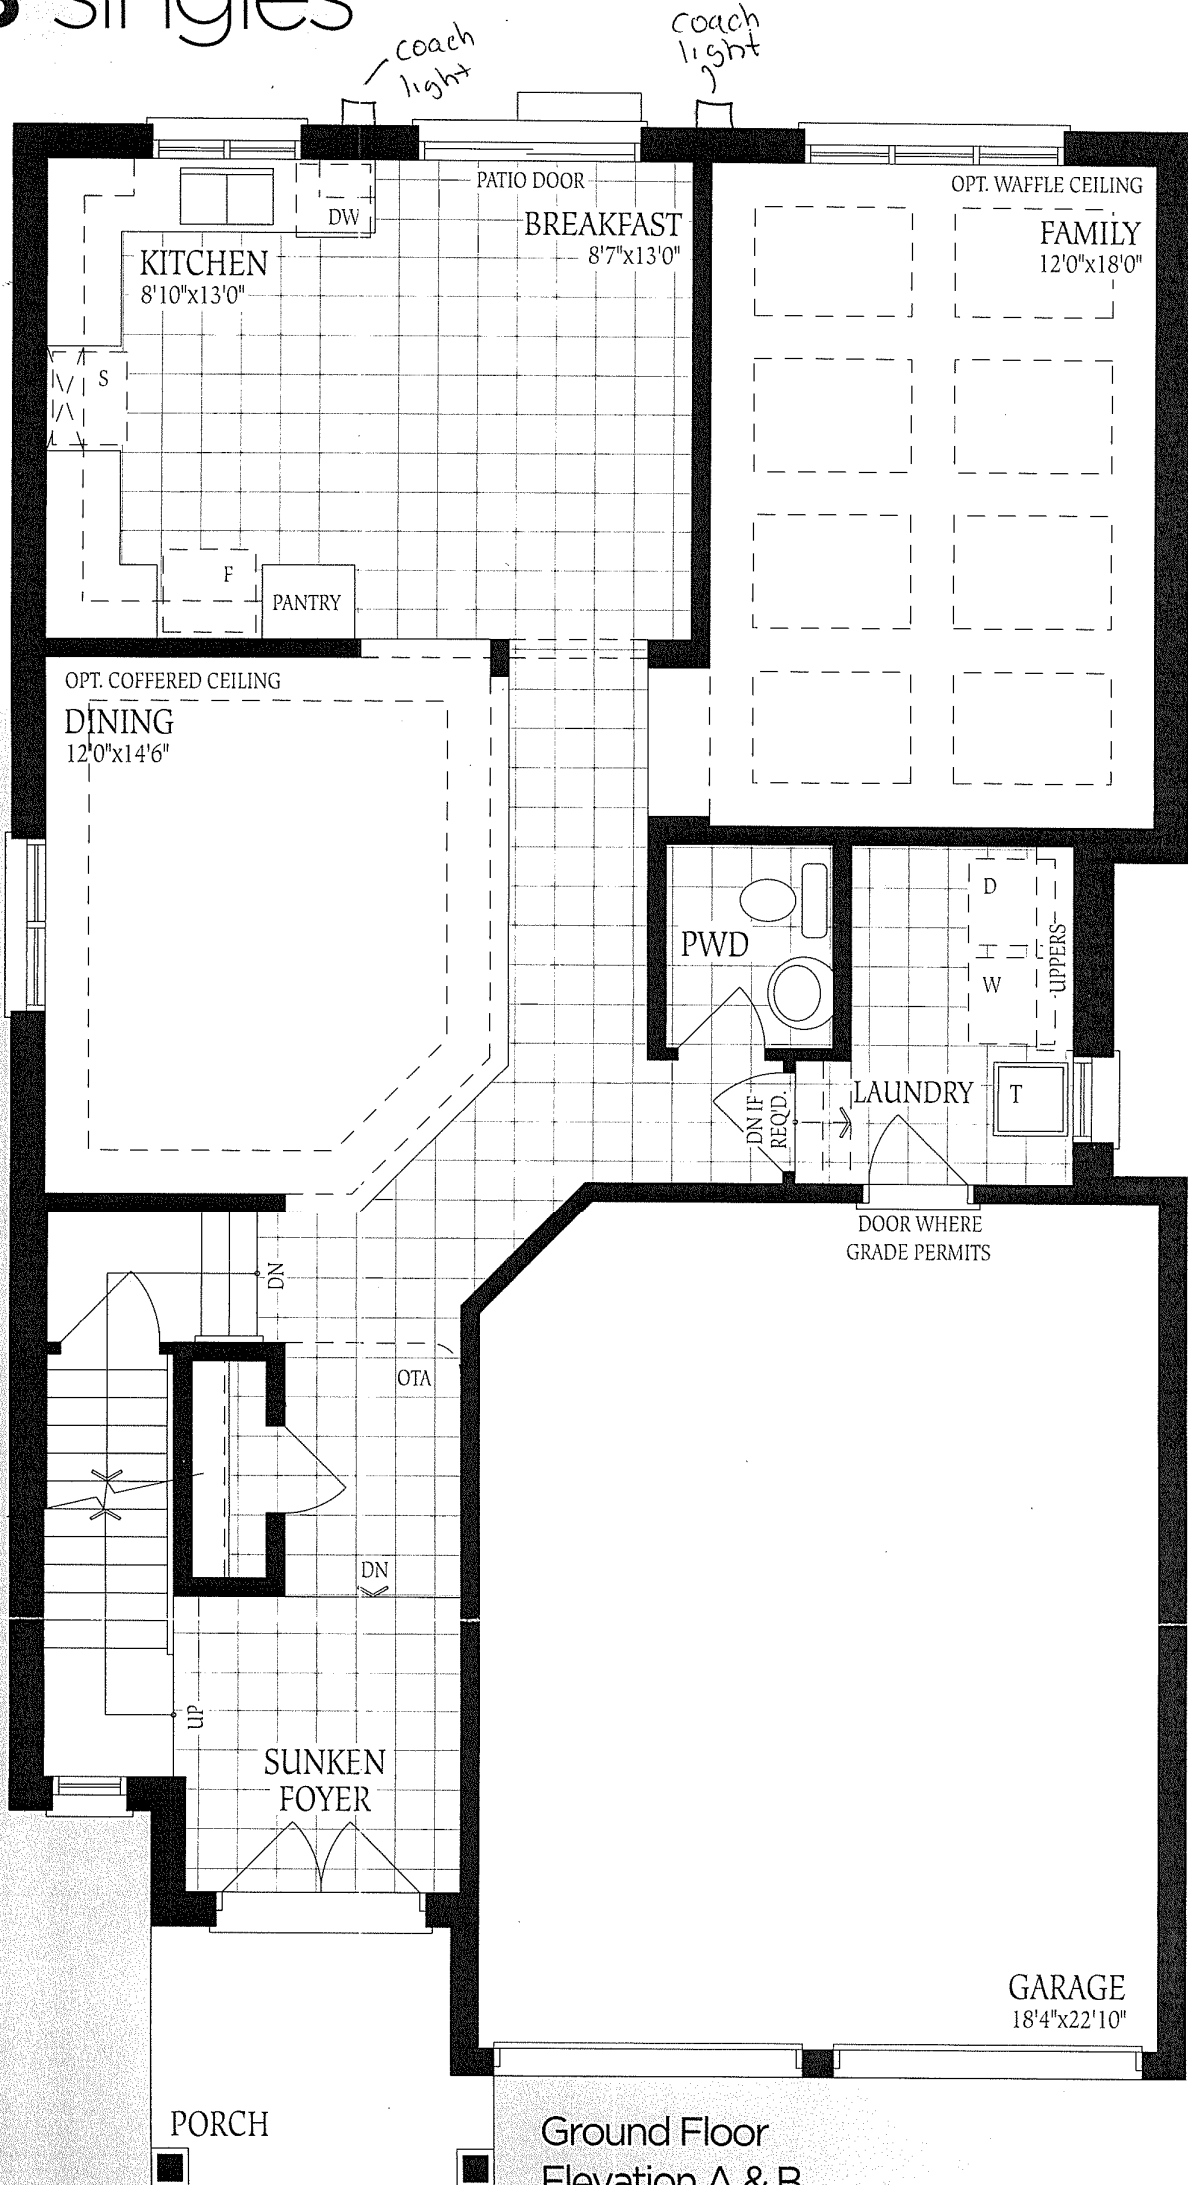 singles
coach
light
coach
light
PATIO DOOR
OPT. WAFFLE CEILING
DW
BREAKFAST
8'7"x13'0"
FAMILY
12'0"x18'0"
KITCHEN
8'10"x13'0"
S
F
PANTRY
OPT. COFFERED CEILING
DINING
12'0"x14'6"
D
UPPERS
PWD
W
LAUNDRY
T
DN IF
REQ'D.
DOOR WHERE
GRADE PERMITS
DN
OTA
DN
UP
SUNKEN
FOYER
GARAGE
18'4"x22'10"
PORCH
Ground Floor
Elevation A & B